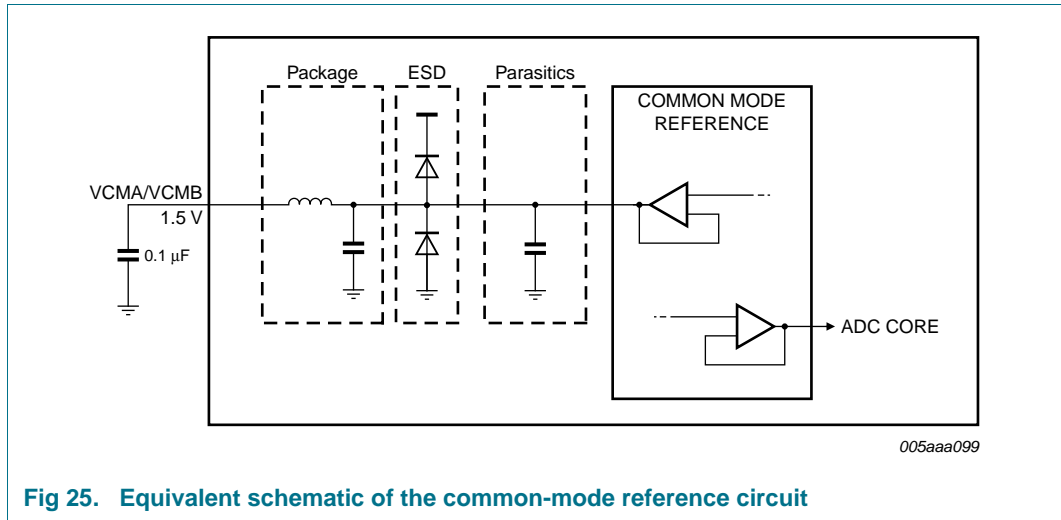 Package ESD Parasitics
COMMON MODE
REFERENCE
VCMA/VCMB
1.5 V
0.1 μF
ADC CORE
005aaa099
Fig 25. Equivalent schematic of the common-mode reference circuit